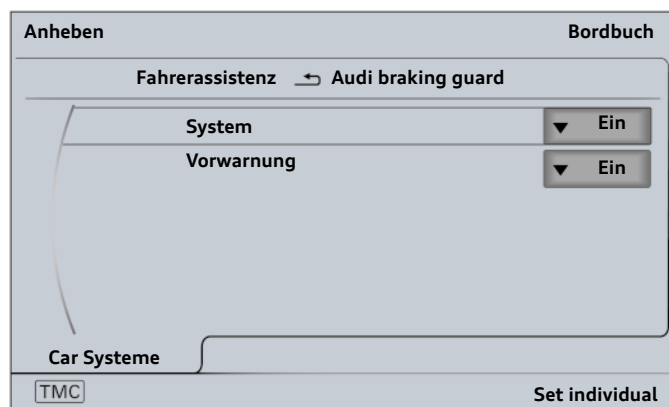 Anheben Bordbuch
Fahrerassistenz Audi braking guard
System Ein
Vorwarnung Ein
Car Systeme
TMC Set individual